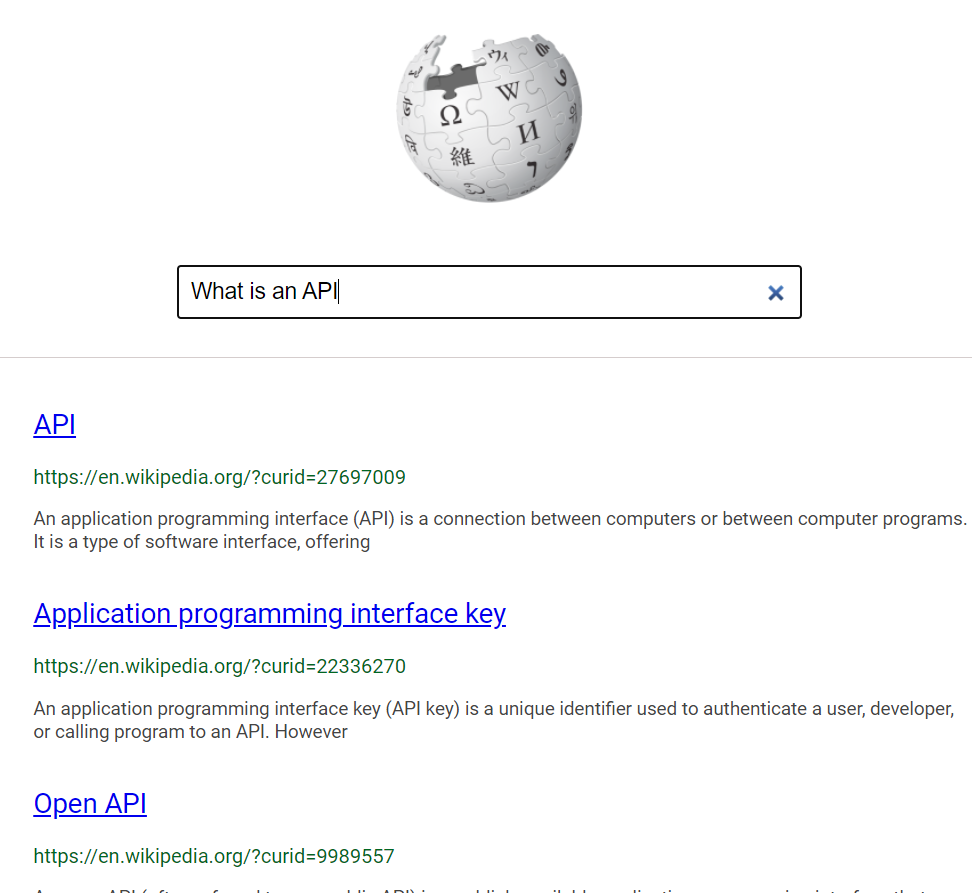 Ω
W
И
維
What is an API
API
https://en.wikipedia.org/?curid=27697009
An application programming interface (API) is a connection between computers or between computer programs.
It is a type of software interface, offering
Application programming interface key
https://en.wikipedia.org/?curid=22336270
An application programming interface key (API key) is a unique identifier used to authenticate a user, developer,
or calling program to an API. However
Open API
https://en.wikipedia.org/?curid=9989557